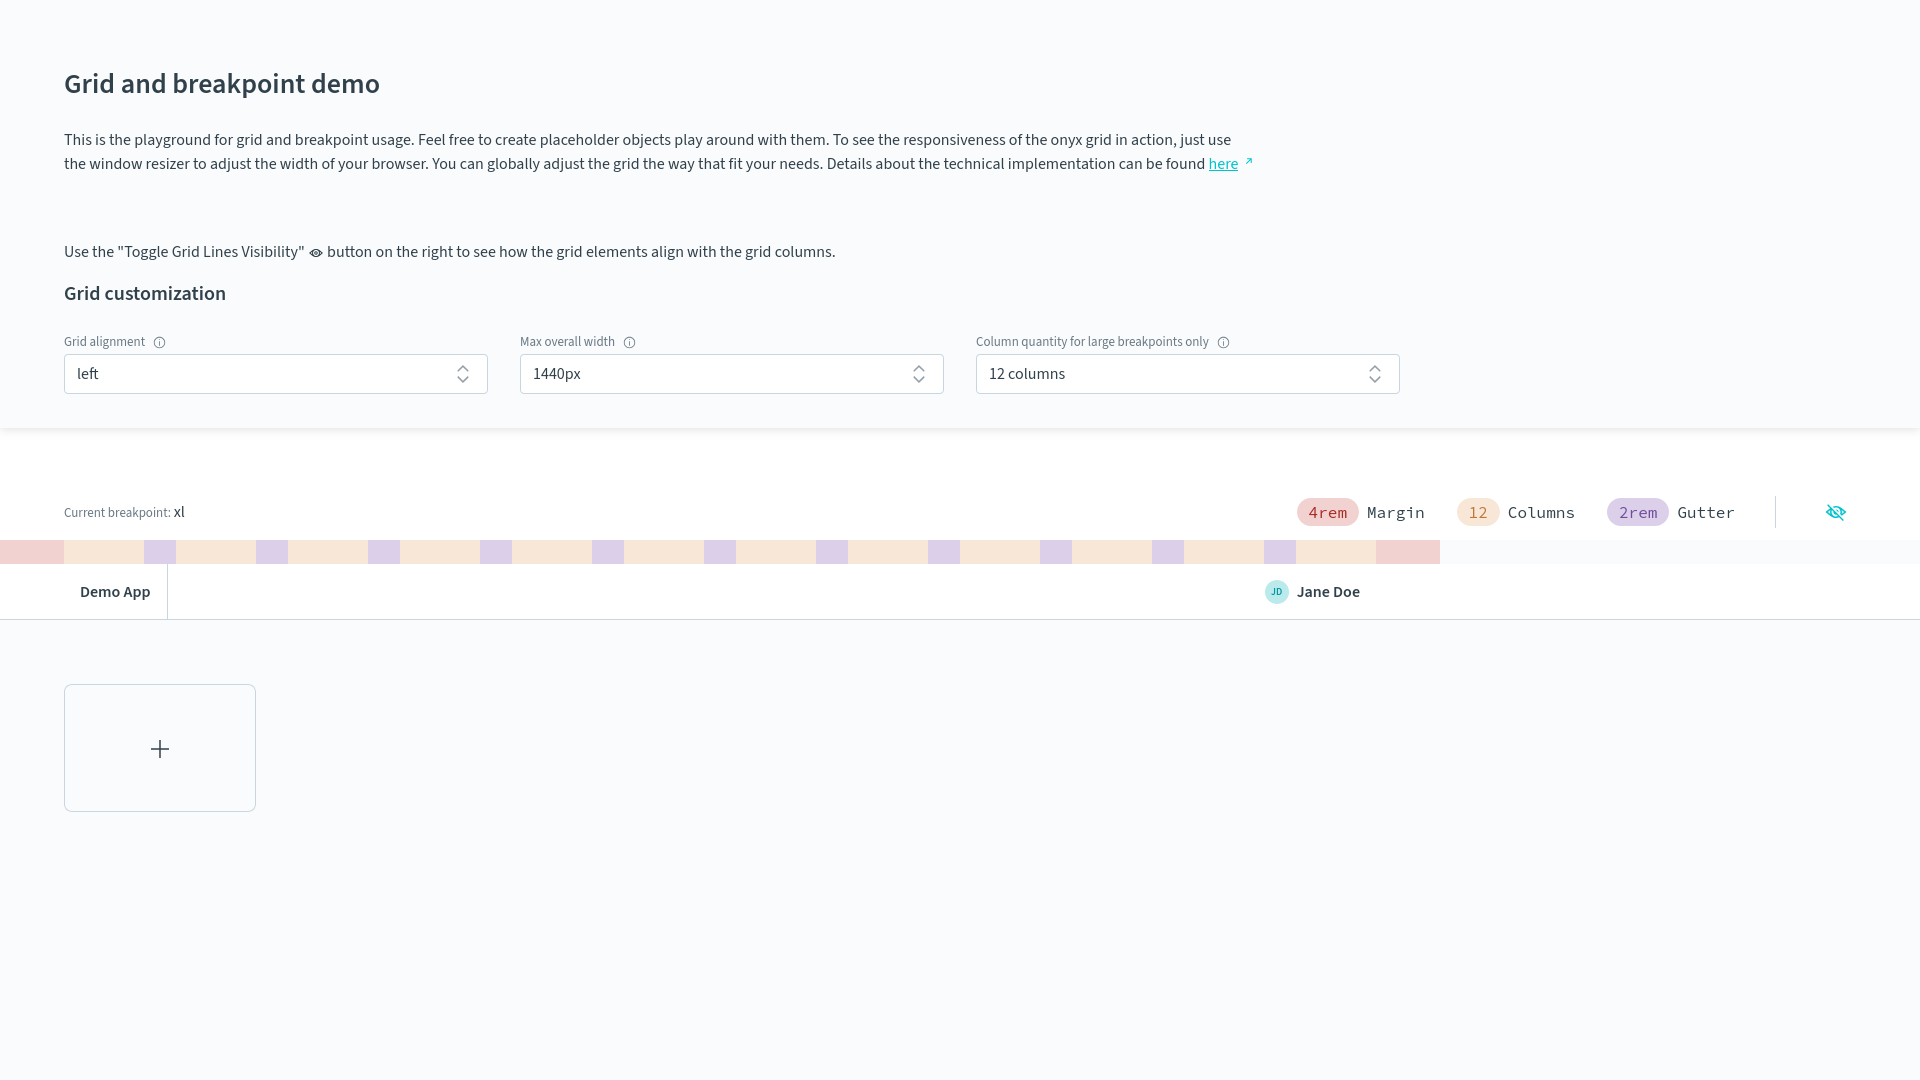 Grid and breakpoint demo
This is the playground for grid and breakpoint usage. Feel free to create placeholder objects play around with them. To see the responsiveness of the onyx grid in action, just use
the window resizer to adjust the width of your browser. You can globally adjust the grid the way that fit your needs. Details about the technical implementation can be found here
Use the "Toggle Grid Lines Visibility" button on the right to see how the grid elements align with the grid columns.
Grid customization
Grid alignment Max overall width Column quantity for large breakpoints only
left 1440px 12 columns
Current breakpoint: xl 4rem Margin 12 Columns 2rem Gutter
Demo App JD Jane Doe